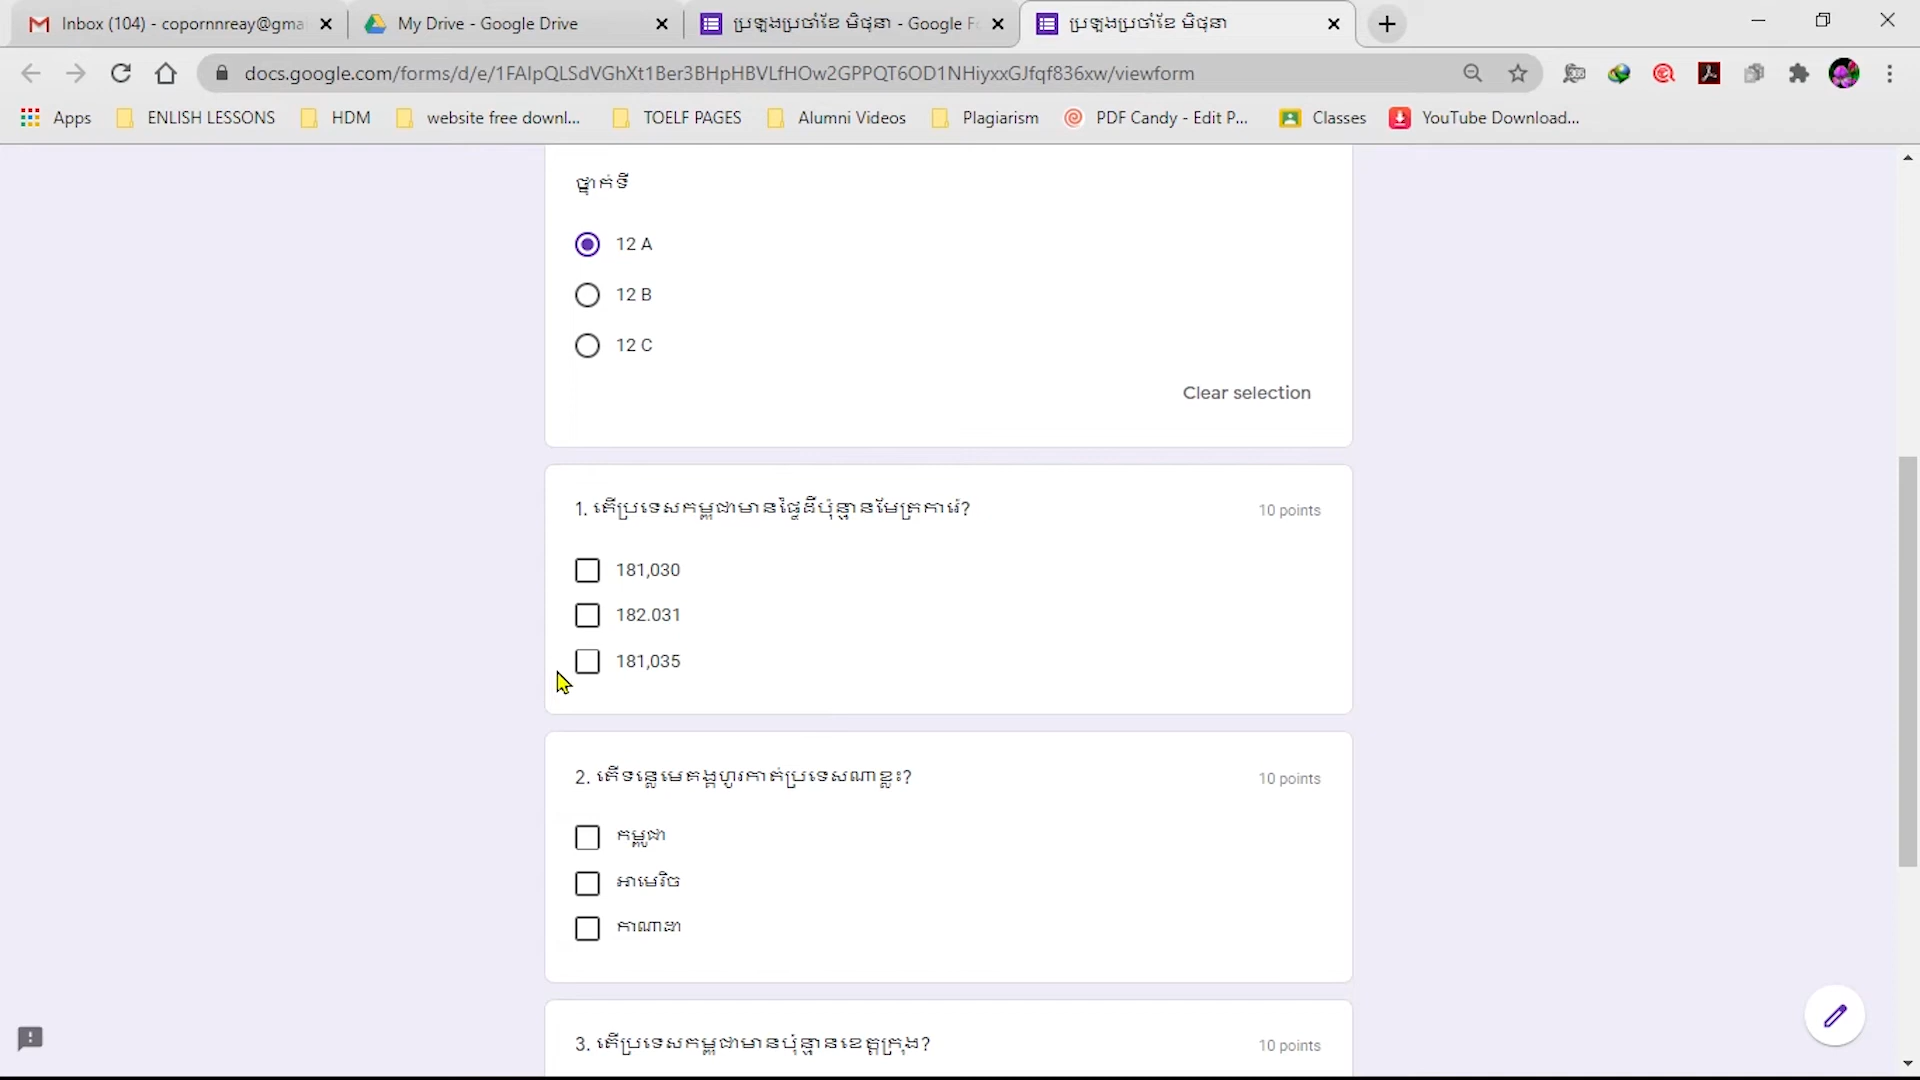 Inbox (104) - copornnreay@gma
My Drive - Google Drive
ប្រឡងប្រចាំខែ មិថុនា - Google Fo
ប្រឡងប្រចាំខែ មិថុនា
docs.google.com/forms/d/e/1FAIpQLSdVGhXt1Ber3BHpHBVLfHOw2GPPQT6OD1NHiyxxGJfqf836xw/viewform
Apps
ENLISH LESSONS
HDM
website free downl...
TOELF PAGES
Alumni Videos
Plagiarism
PDF Candy - Edit P...
Classes
YouTube Download...
ថ្នាក់ទី
12 A
12 B
12 C
Clear selection
1. តើប្រទេសកម្ពុជាមានផ្ទៃដីប៉ុន្មានមែត្រការ៉េ?
10 points
181,030
182.031
181,035
2. តើទន្លេមេគង្គហូរកាត់ប្រទេសណាខ្លះ?
10 points
កម្ពុជា
អាមេរិច
កាណាដា
3. តើប្រទេសកម្ពុជាមានប៉ុន្មានខេត្តក្រុង?
10 points